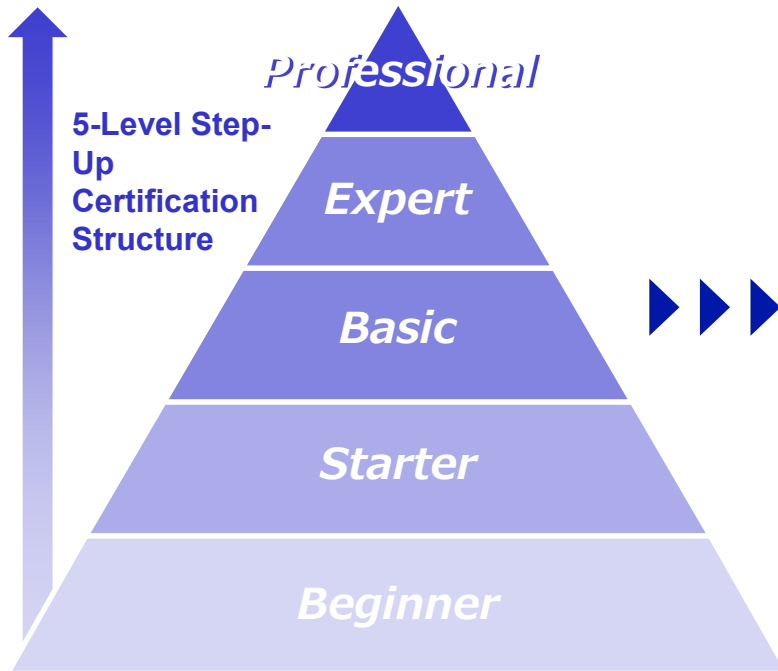 Professional
5-Level Step-
Up
Certification
Structure
Expert
Basic
Starter
Beginner